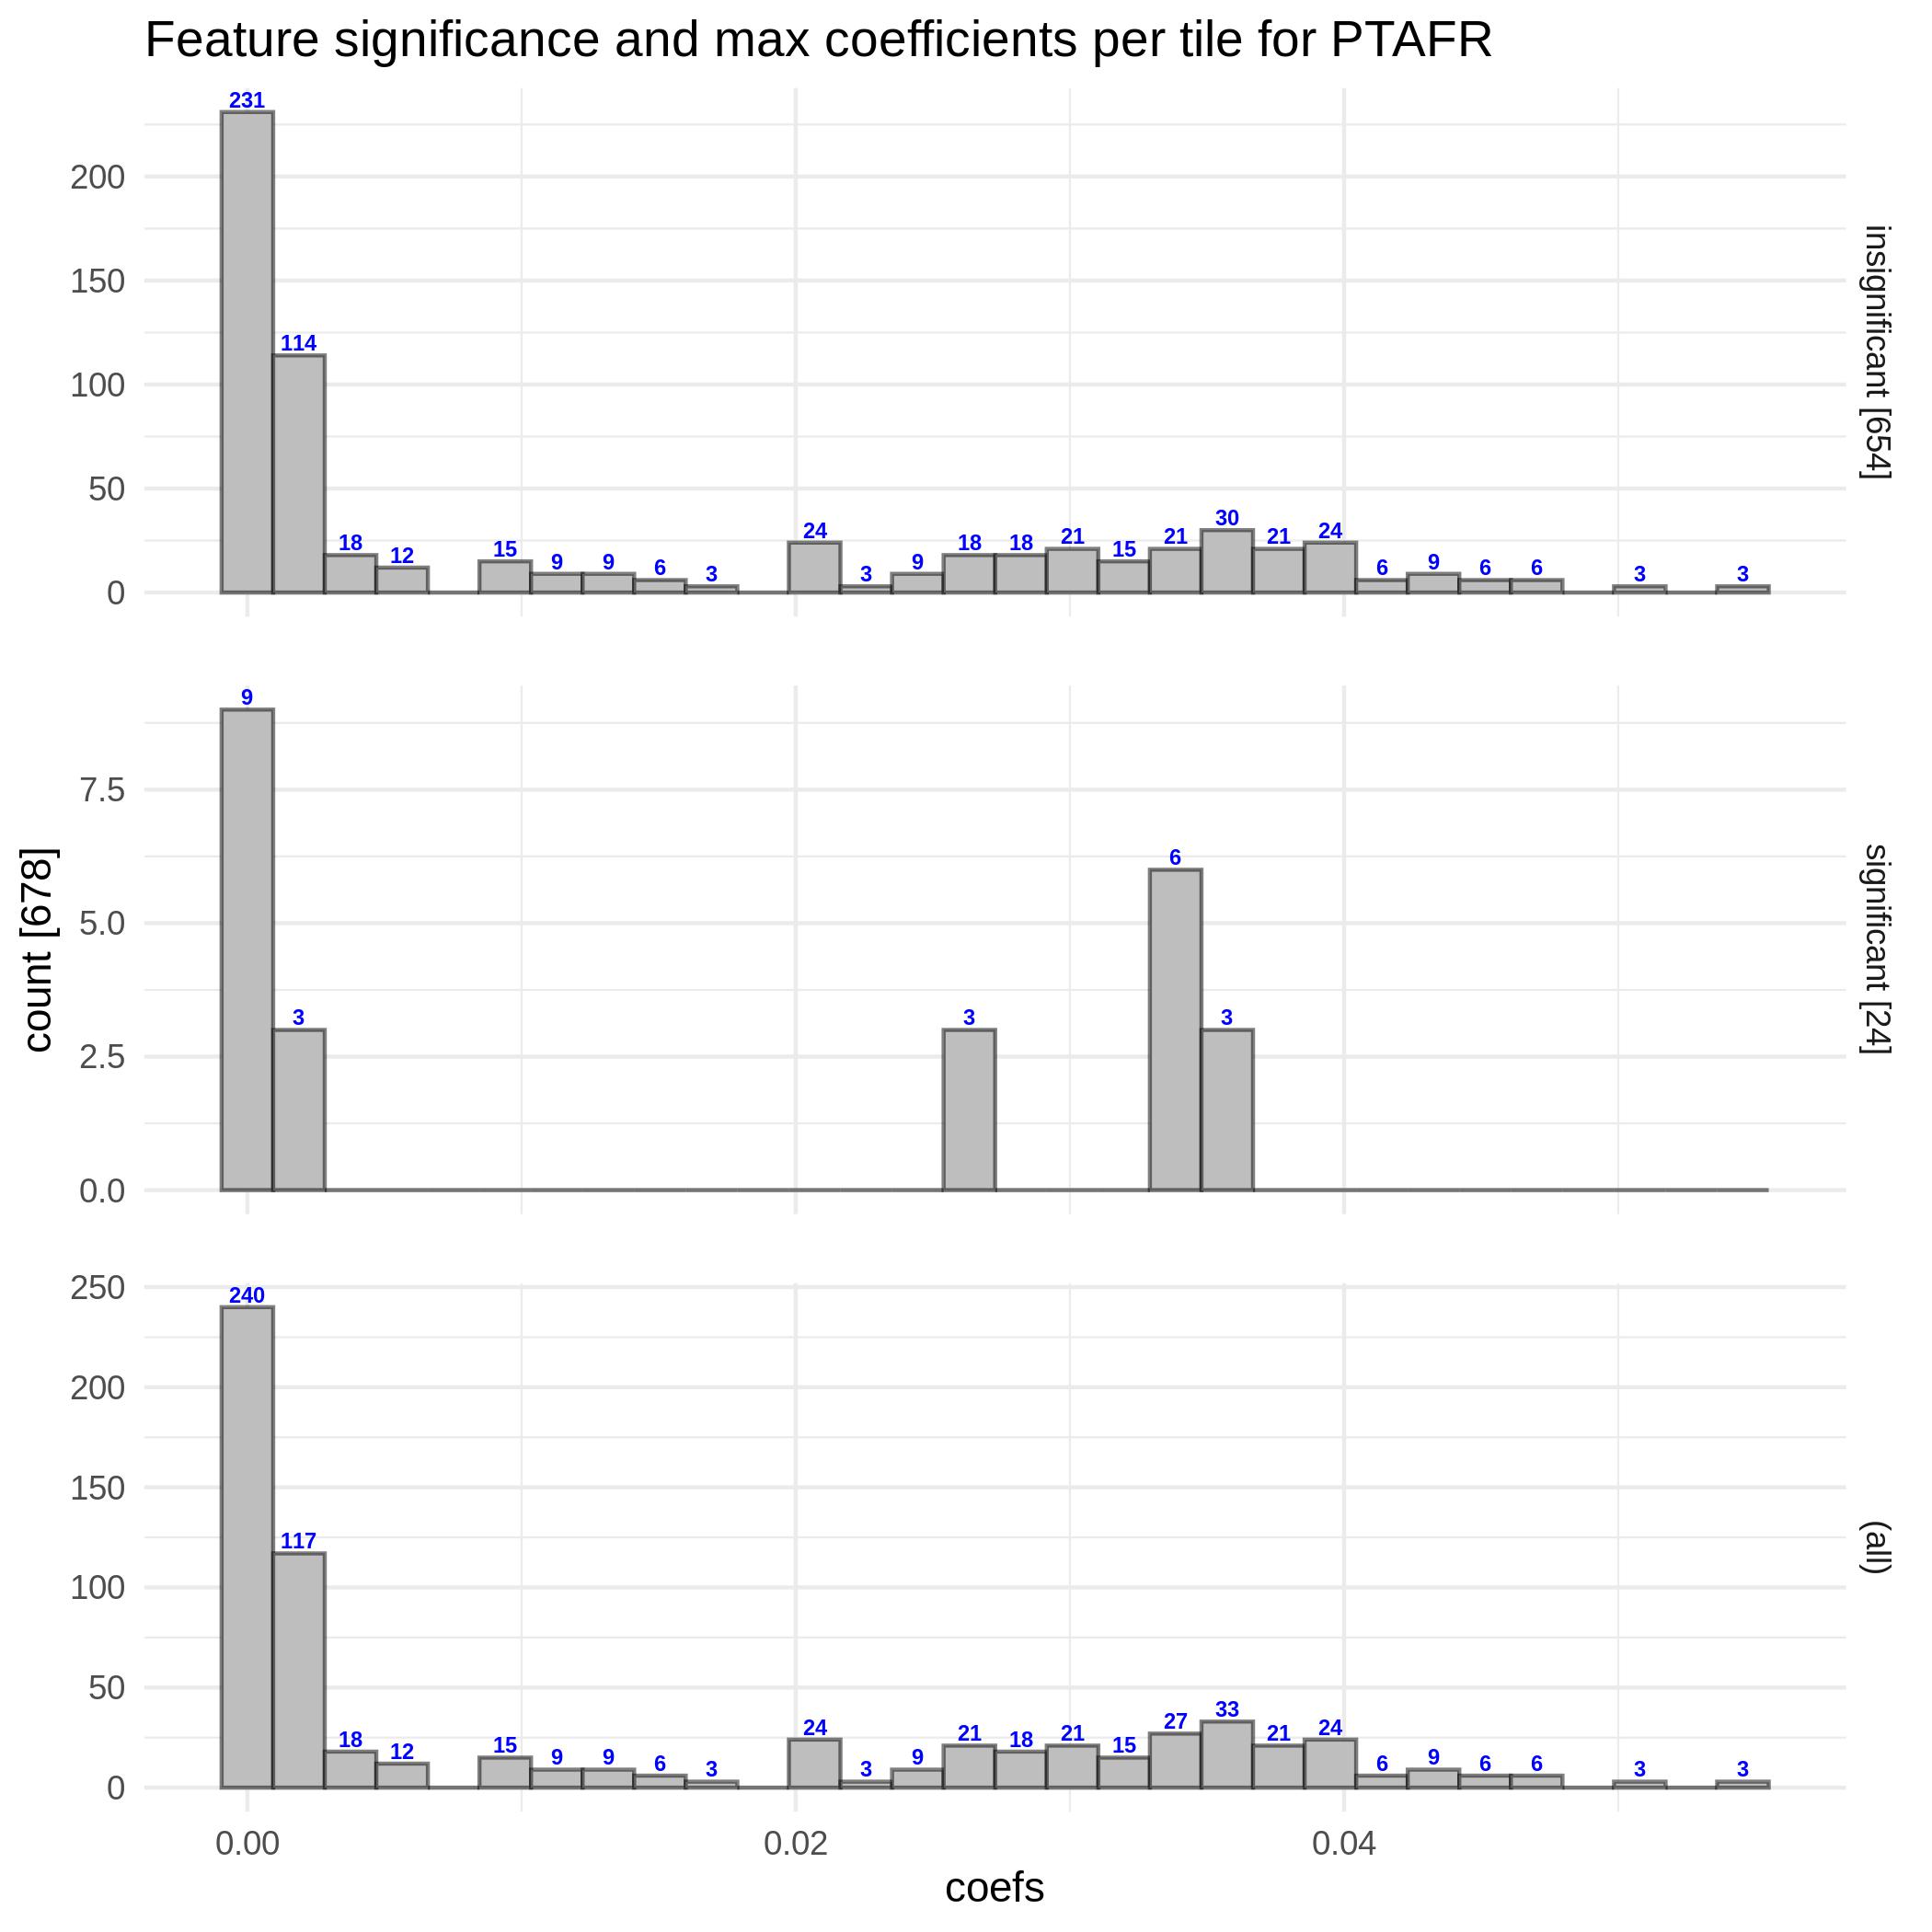 Feature significance and max coefficients per tile for PTAFR
231
200
150
114
100
50
18 12 15 9 9 6 3 24 3 9 18 18 21 15 21 30 21 24 6 9 6 6 3 3
0
insignificant [654]
9
7.5
6
5.0
3 3 3
2.5
0.0
significant [24]
count [678]
250
240
200
150
117
100
50
18 12 15 9 9 6 3 24 3 9 21 18 21 15 27 33 21 24 6 9 6 6 3 3
0
(all)
0.00 0.02 0.04
coefs